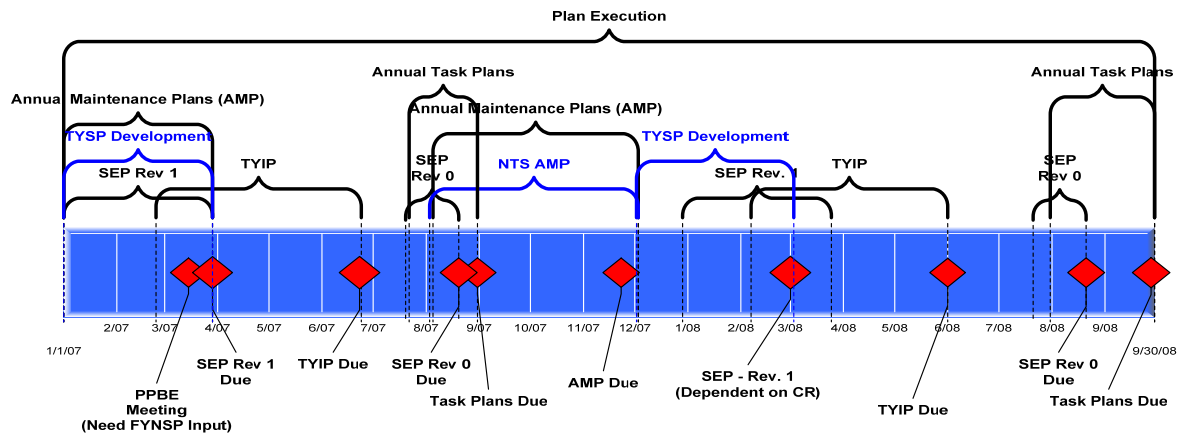 Plan Execution
Annual Task Plans
Annual Task Plans
Annual Maintenance Plans (AMP)
Annual Maintenance Plans (AMP)
TYSP Development
TYSP Development
SEP Rev 1
TYIP
SEP
Rev 0
NTS AMP
SEP Rev. 1
TYIP
SEP
Rev 0
2/07
3/07
4/07
5/07
6/07
7/07
8/07
9/07
10/07
11/07
12/07
1/08
2/08
3/08
4/08
5/08
6/08
7/08
8/08
9/08
1/1/07
9/30/08
SEP Rev 1
Due
TYIP Due
SEP Rev 0
Due
AMP Due
SEP - Rev. 1
(Dependent on CR)
SEP Rev 0
Due
PPBE
Meeting
(Need FYNSP Input)
Task Plans Due
TYIP Due
Task Plans Due